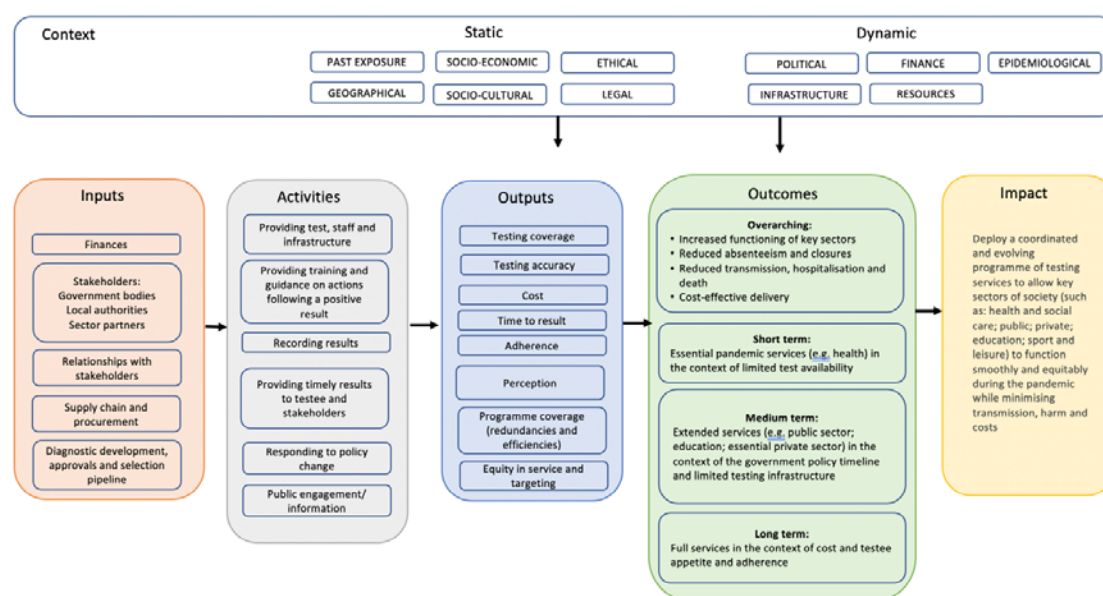 Context
Static
Dynamic
PAST EXPOSURE
SOCIO-ECONOMIC
ETHICAL
POLITICAL
FINANCE
EPIDEMIOLOGICAL
GEOGRAPHICAL
SOCIO-CULTURAL
LEGAL
INFRASTRUCTURE
RESOURCES
Inputs
Finances
Stakeholders:
Government bodies
Local authorities
Sector partners
Relationships with
stakeholders
Supply chain and
procurement
Diagnostic development,
approvals and selection
pipeline
Activities
Providing test, staff and
infrastructure
Providing training and
guidance on actions
following a positive
result
Recording results
Providing timely results
to testee and
stakeholders
Responding to policy
change
Public engagement/
information
Outputs
Testing coverage
Testing accuracy
Cost
Time to result
Adherence
Perception
Programme coverage
(redundancies and
efficiencies)
Equity in service and
targeting
Outcomes
Overarching:
• Increased functioning of key sectors
• Reduced absenteeism and closures
• Reduced transmission, hospitalisation and
death
• Cost-effective delivery
Short term:
Essential pandemic services (e.g. health) in
the context of limited test availability
Medium term:
Extended services (e.g. public sector;
education; essential private sector) in the
context of the government policy timeline
and limited testing infrastructure
Long term:
Full services in the context of cost and testee
appetite and adherence
Impact
Deploy a coordinated
and evolving
programme of testing
services to allow key
sectors of society (such
as: health and social
care; public; private;
education; sport and
leisure) to function
smoothly and equitably
during the pandemic
while minimising
transmission, harm and
costs